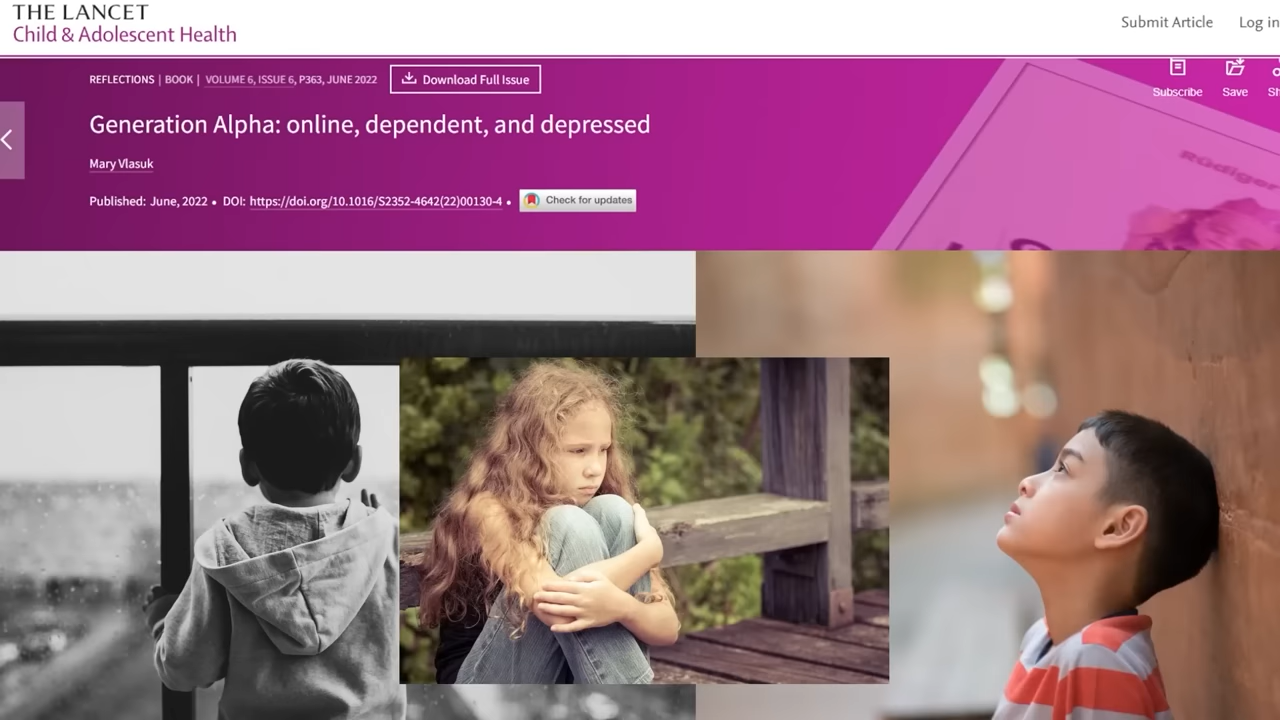 THE LANCET
Child & Adolescent Health
Submit Article
Log in
REFLECTIONS | BOOK | VOLUME 6, ISSUE 6, P363, JUNE 2022
Download Full Issue
Subscribe
Save
Generation Alpha: online, dependent, and depressed
Mary Vlasuk
Published: June, 2022 • DOI: https://doi.org/10.1016/S2352-4642(22)00130-4 •
Check for updates
Rüdiger